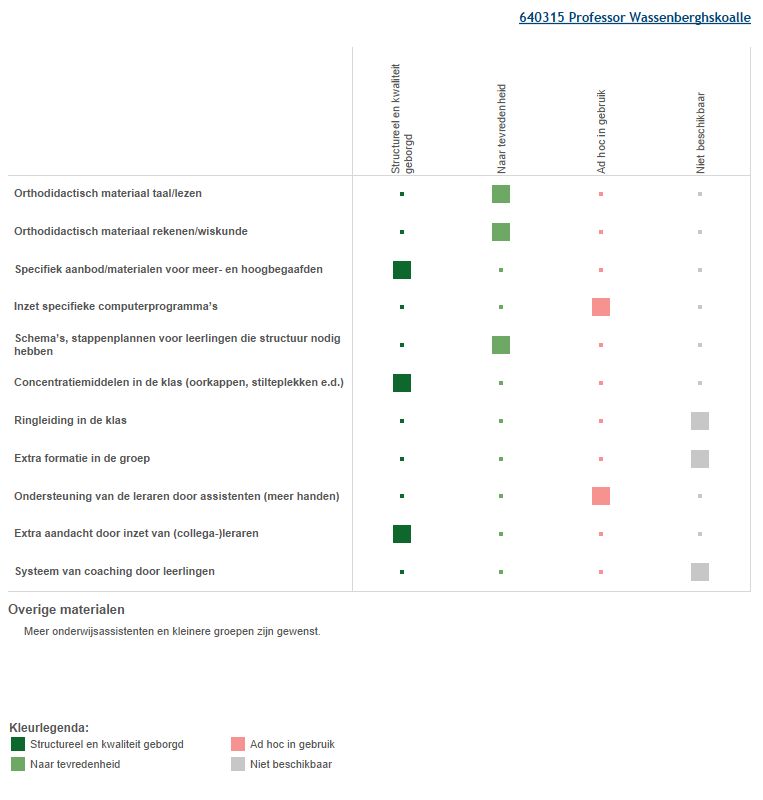 640315 Professor Wassenberghskoalle
Structureel en kwaliteit
geborgd
Naar tevredenheid
Ad hoc in gebruik
Niet beschikbaar
Orthodidactisch materiaal taal/lezen
Orthodidactisch materiaal rekenen/wiskunde
Specifiek aanbod/materialen voor meer- en hoogbegaafden
Inzet specifieke computerprogramma's
Schema's, stappenplannen voor leerlingen die structuur nodig
hebben
Concentratiemiddelen in de klas (oorkappen, stilteplekken e.d.)
Ringleiding in de klas
Extra formatie in de groep
Ondersteuning van de leraren door assistenten (meer handen)
Extra aandacht door inzet van (collega-)leraren
Systeem van coaching door leerlingen
Overige materialen
Meer onderwijsassistenten en kleinere groepen zijn gewenst.
Kleurlegenda:
Structureel en kwaliteit geborgd
Ad hoc in gebruik
Naar tevredenheid
Niet beschikbaar